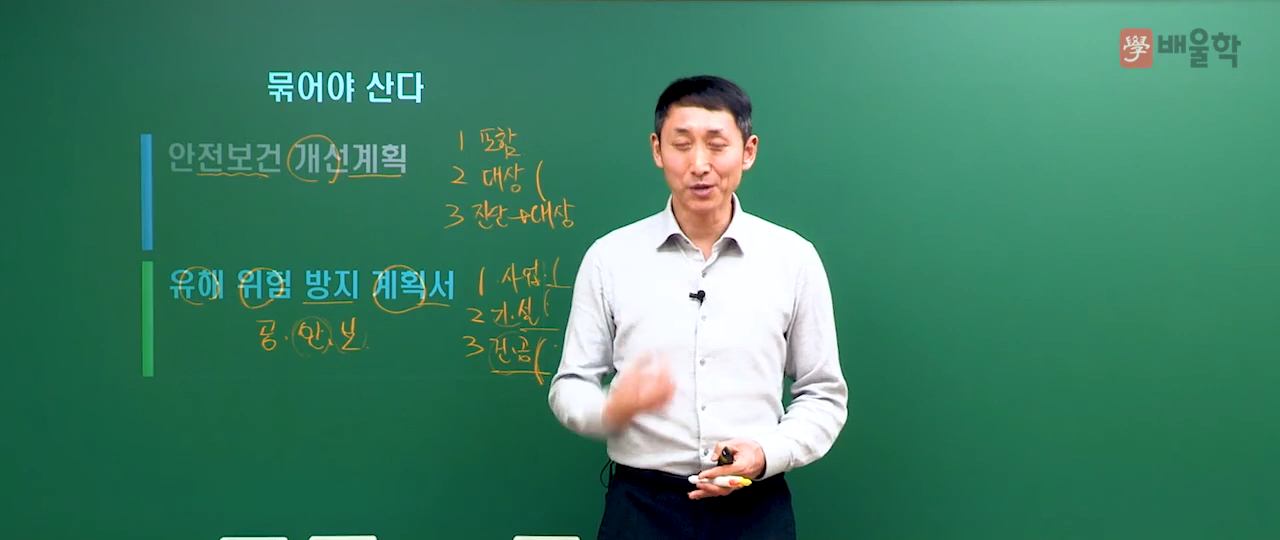 學 배울학
묶어야 산다
안전보건 개선계획
1 포함
2 대상 (
3 진단→대상
유해 위험 방지 계획서
1 사업. (
2 기.설 (
3 건.공 (
공.안.보